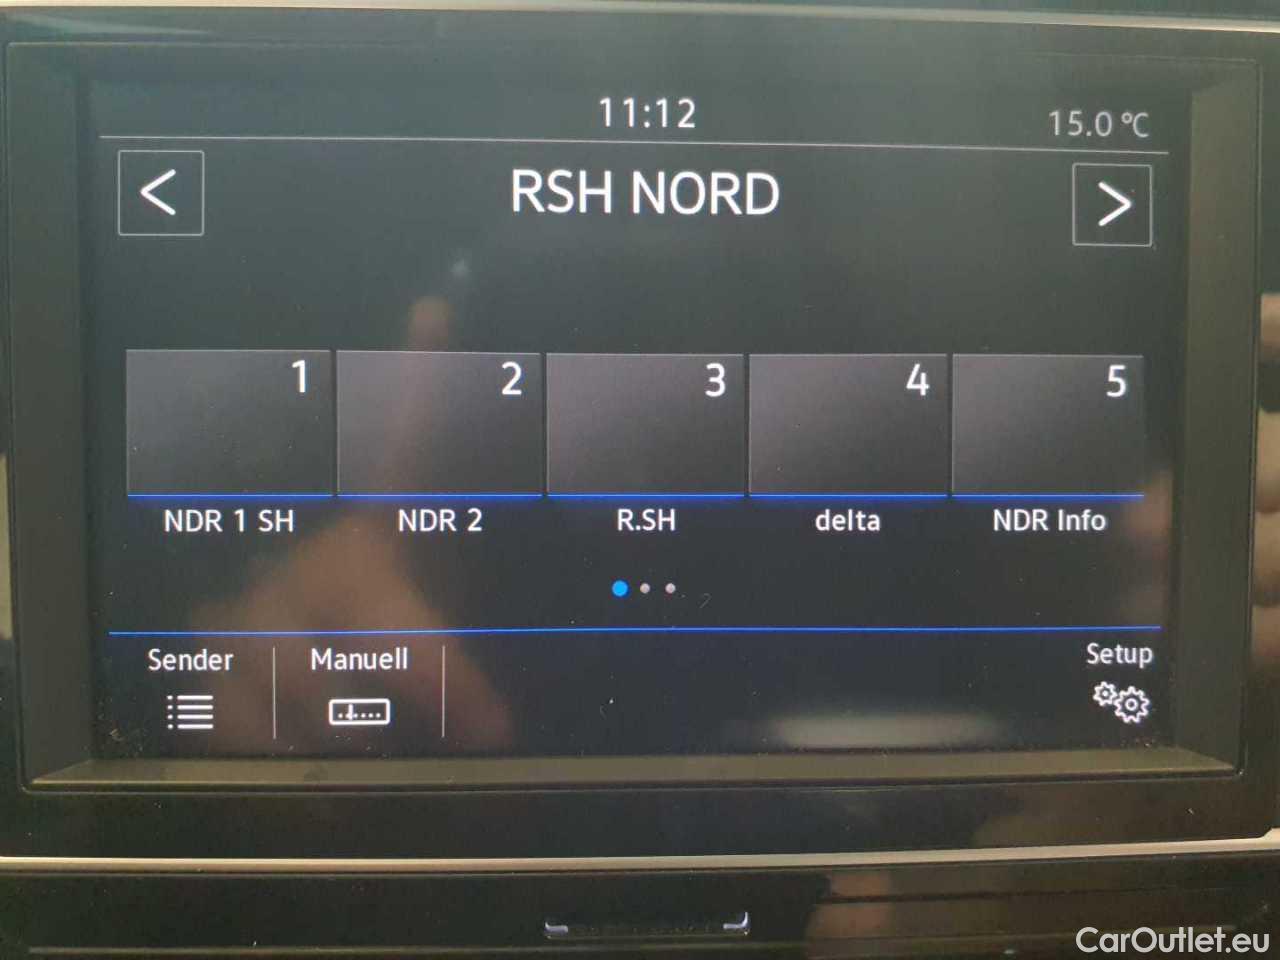 11:12
15.0 °C
<
RSH NORD
>
1
2
3
4
5
NDR 1 SH
NDR 2
R.SH
delta
NDR Info
Sender
Manuell
Setup
CarOutlet.eu